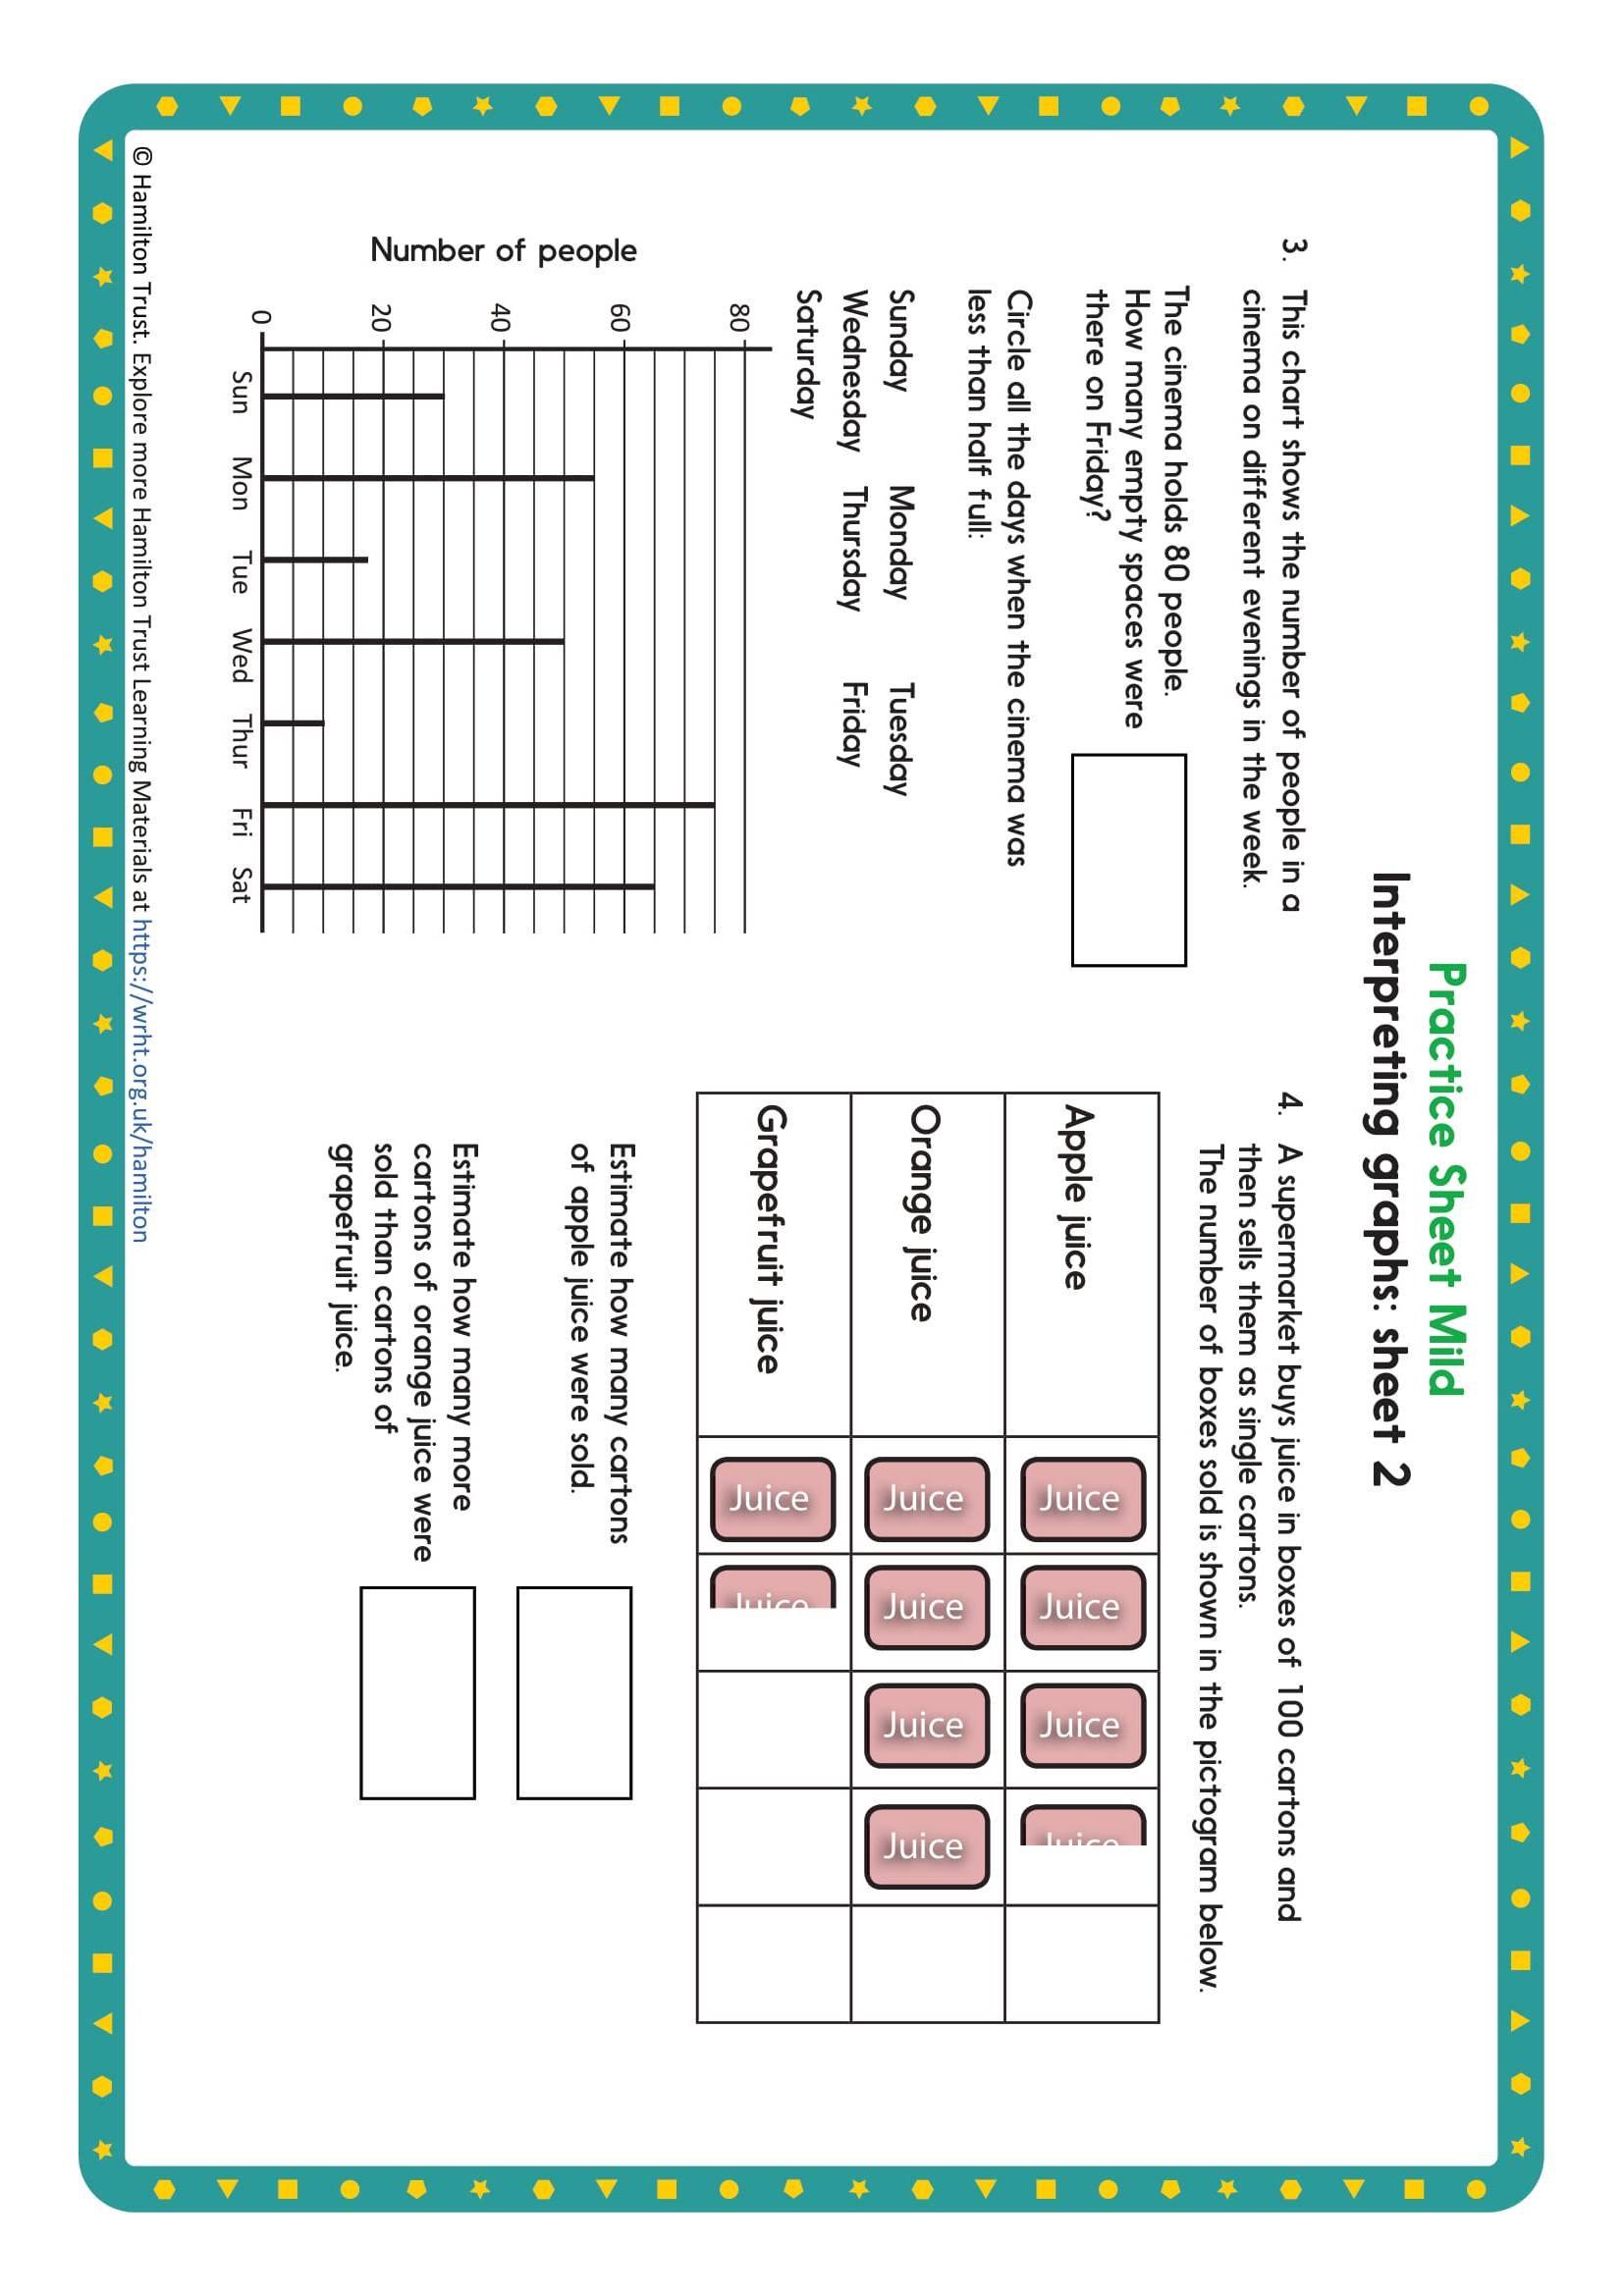 Practice Sheet Mild
Interpreting graphs: sheet 2
3. This chart shows the number of people in a
cinema on different evenings in the week.
The cinema holds 80 people.
How many empty spaces were
there on Friday?
Circle all the days when the cinema was
less than half full:
Sunday Monday Tuesday
Wednesday Thursday Friday
Saturday
Number of people
80
60
40
20
0
Sun Mon Tue Wed Thur Fri Sat
4. A supermarket buys juice in boxes of 100 cartons and
then sells them as single cartons.
The number of boxes sold is shown in the pictogram below.
Apple juice Juice Juice Juice Juice
Orange juice Juice Juice Juice Juice
Grapefruit juice Juice Juice
Estimate how many cartons
of apple juice were sold.
Estimate how many more
cartons of orange juice were
sold than cartons of
grapefruit juice.
© Hamilton Trust. Explore more Hamilton Trust Learning Materials at https://wrht.org.uk/hamilton